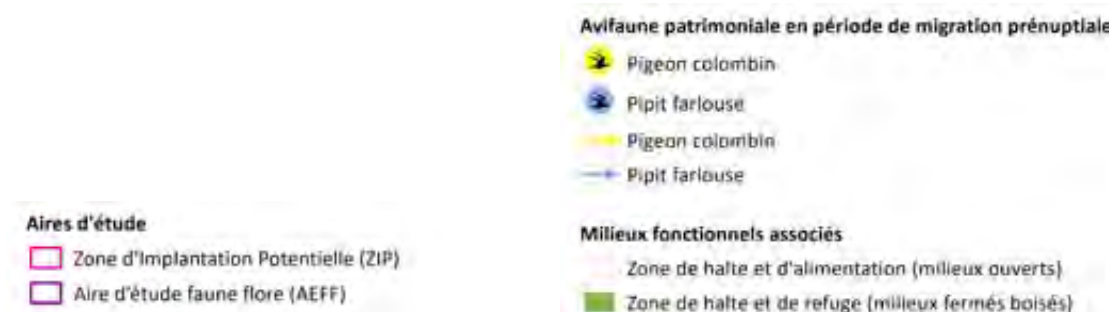 Avifaune patrimoniale en période de migration prénuptiale
Pigeon colombin
Pipit farlouse
Pigeon colombin
Pipit farlouse
Aires d'étude
Zone d'Implantation Potentielle (ZIP)
Aire d'étude faune flore (AEFF)
Milieux fonctionnels associés
Zone de halte et d'alimentation (milieux ouverts)
Zone de halte et de refuge (milieux fermés boisés)